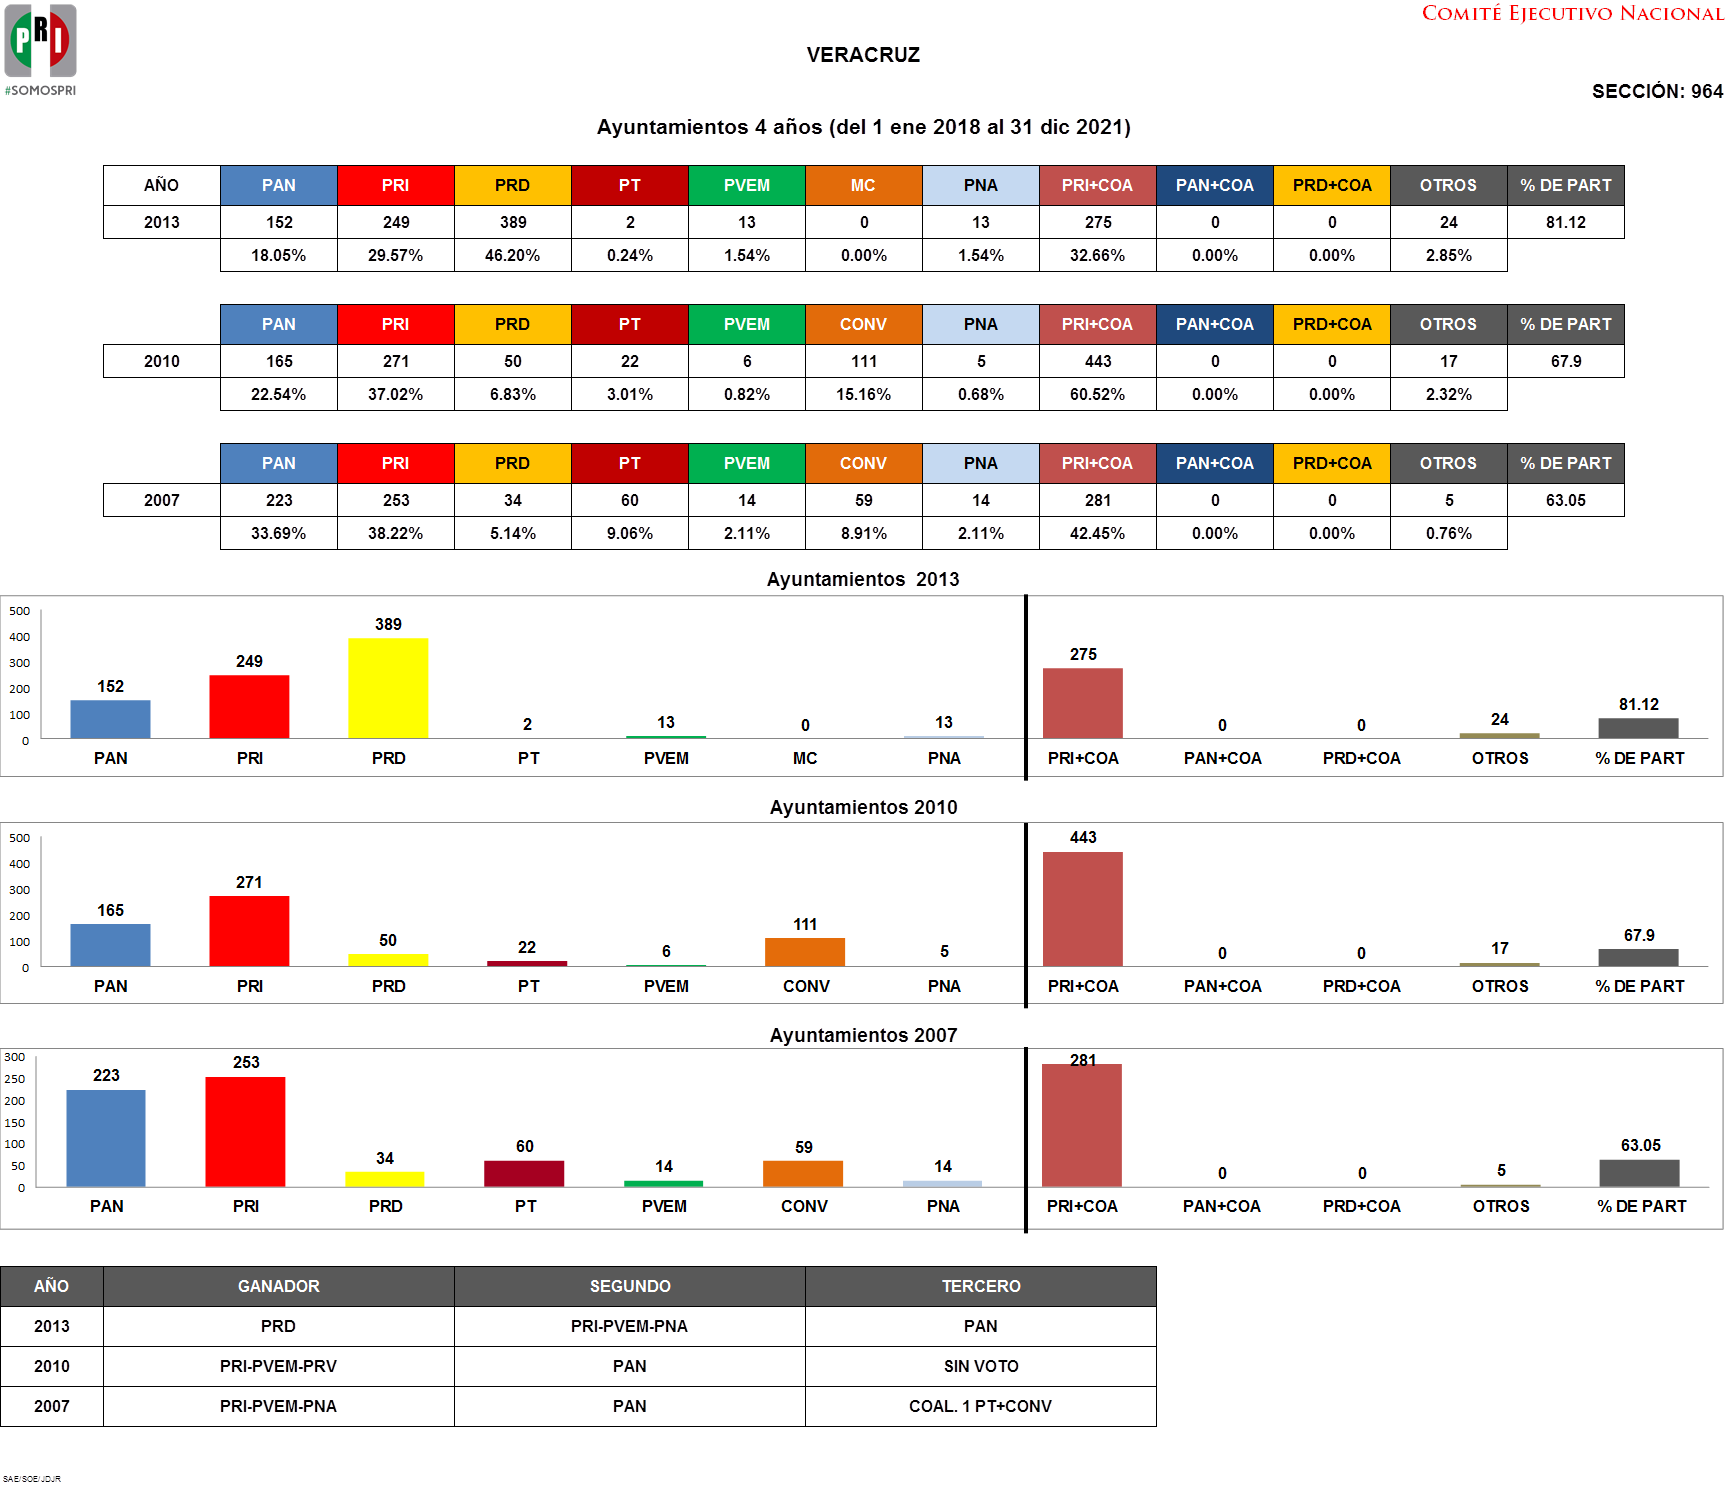 PRI
#SOMOSPRI
COMITÉ EJECUTIVO NACIONAL
VERACRUZ
SECCIÓN: 964
Ayuntamientos 4 años (del 1 ene 2018 al 31 dic 2021)
AÑO PAN PRI PRD PT PVEM MC PNA PRI+COA PAN+COA PRD+COA OTROS % DE PART
2013 152 249 389 2 13 0 13 275 0 0 24 81.12
18.05% 29.57% 46.20% 0.24% 1.54% 0.00% 1.54% 32.66% 0.00% 0.00% 2.85%
PAN PRI PRD PT PVEM CONV PNA PRI+COA PAN+COA PRD+COA OTROS % DE PART
2010 165 271 50 22 6 111 5 443 0 0 17 67.9
22.54% 37.02% 6.83% 3.01% 0.82% 15.16% 0.68% 60.52% 0.00% 0.00% 2.32%
PAN PRI PRD PT PVEM CONV PNA PRI+COA PAN+COA PRD+COA OTROS % DE PART
2007 223 253 34 60 14 59 14 281 0 0 5 63.05
33.69% 38.22% 5.14% 9.06% 2.11% 8.91% 2.11% 42.45% 0.00% 0.00% 0.76%
Ayuntamientos 2013
500
400
300
200
100
0
152 249 389 2 13 0 13 275 0 0 24 81.12
PAN PRI PRD PT PVEM MC PNA PRI+COA PAN+COA PRD+COA OTROS % DE PART
Ayuntamientos 2010
500
400
300
200
100
0
165 271 50 22 6 111 5 443 0 0 17 67.9
PAN PRI PRD PT PVEM CONV PNA PRI+COA PAN+COA PRD+COA OTROS % DE PART
Ayuntamientos 2007
300
250
200
150
100
50
0
223 253 34 60 14 59 14 281 0 0 5 63.05
PAN PRI PRD PT PVEM CONV PNA PRI+COA PAN+COA PRD+COA OTROS % DE PART
AÑO GANADOR SEGUNDO TERCERO
2013 PRD PRI-PVEM-PNA PAN
2010 PRI-PVEM-PRV PAN SIN VOTO
2007 PRI-PVEM-PNA PAN COAL. 1 PT+CONV
SAE/SOE/JDJR